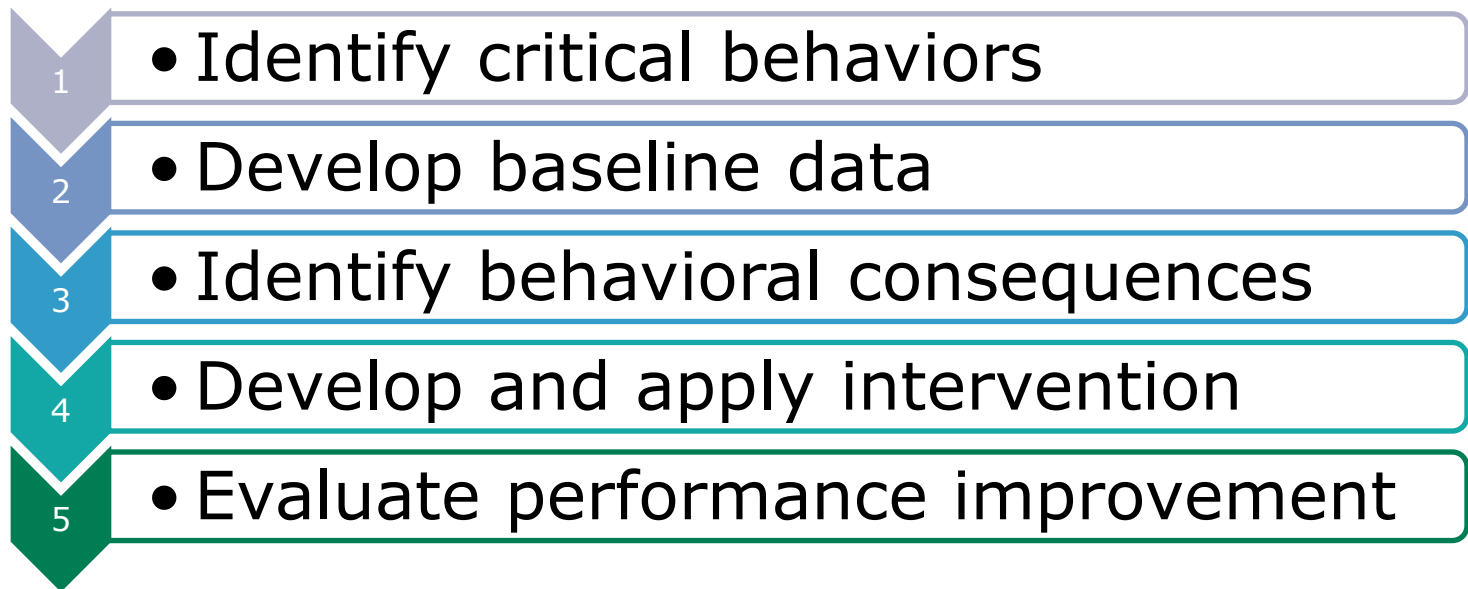 1 • Identify critical behaviors
2 • Develop baseline data
3 • Identify behavioral consequences
4 • Develop and apply intervention
5 • Evaluate performance improvement